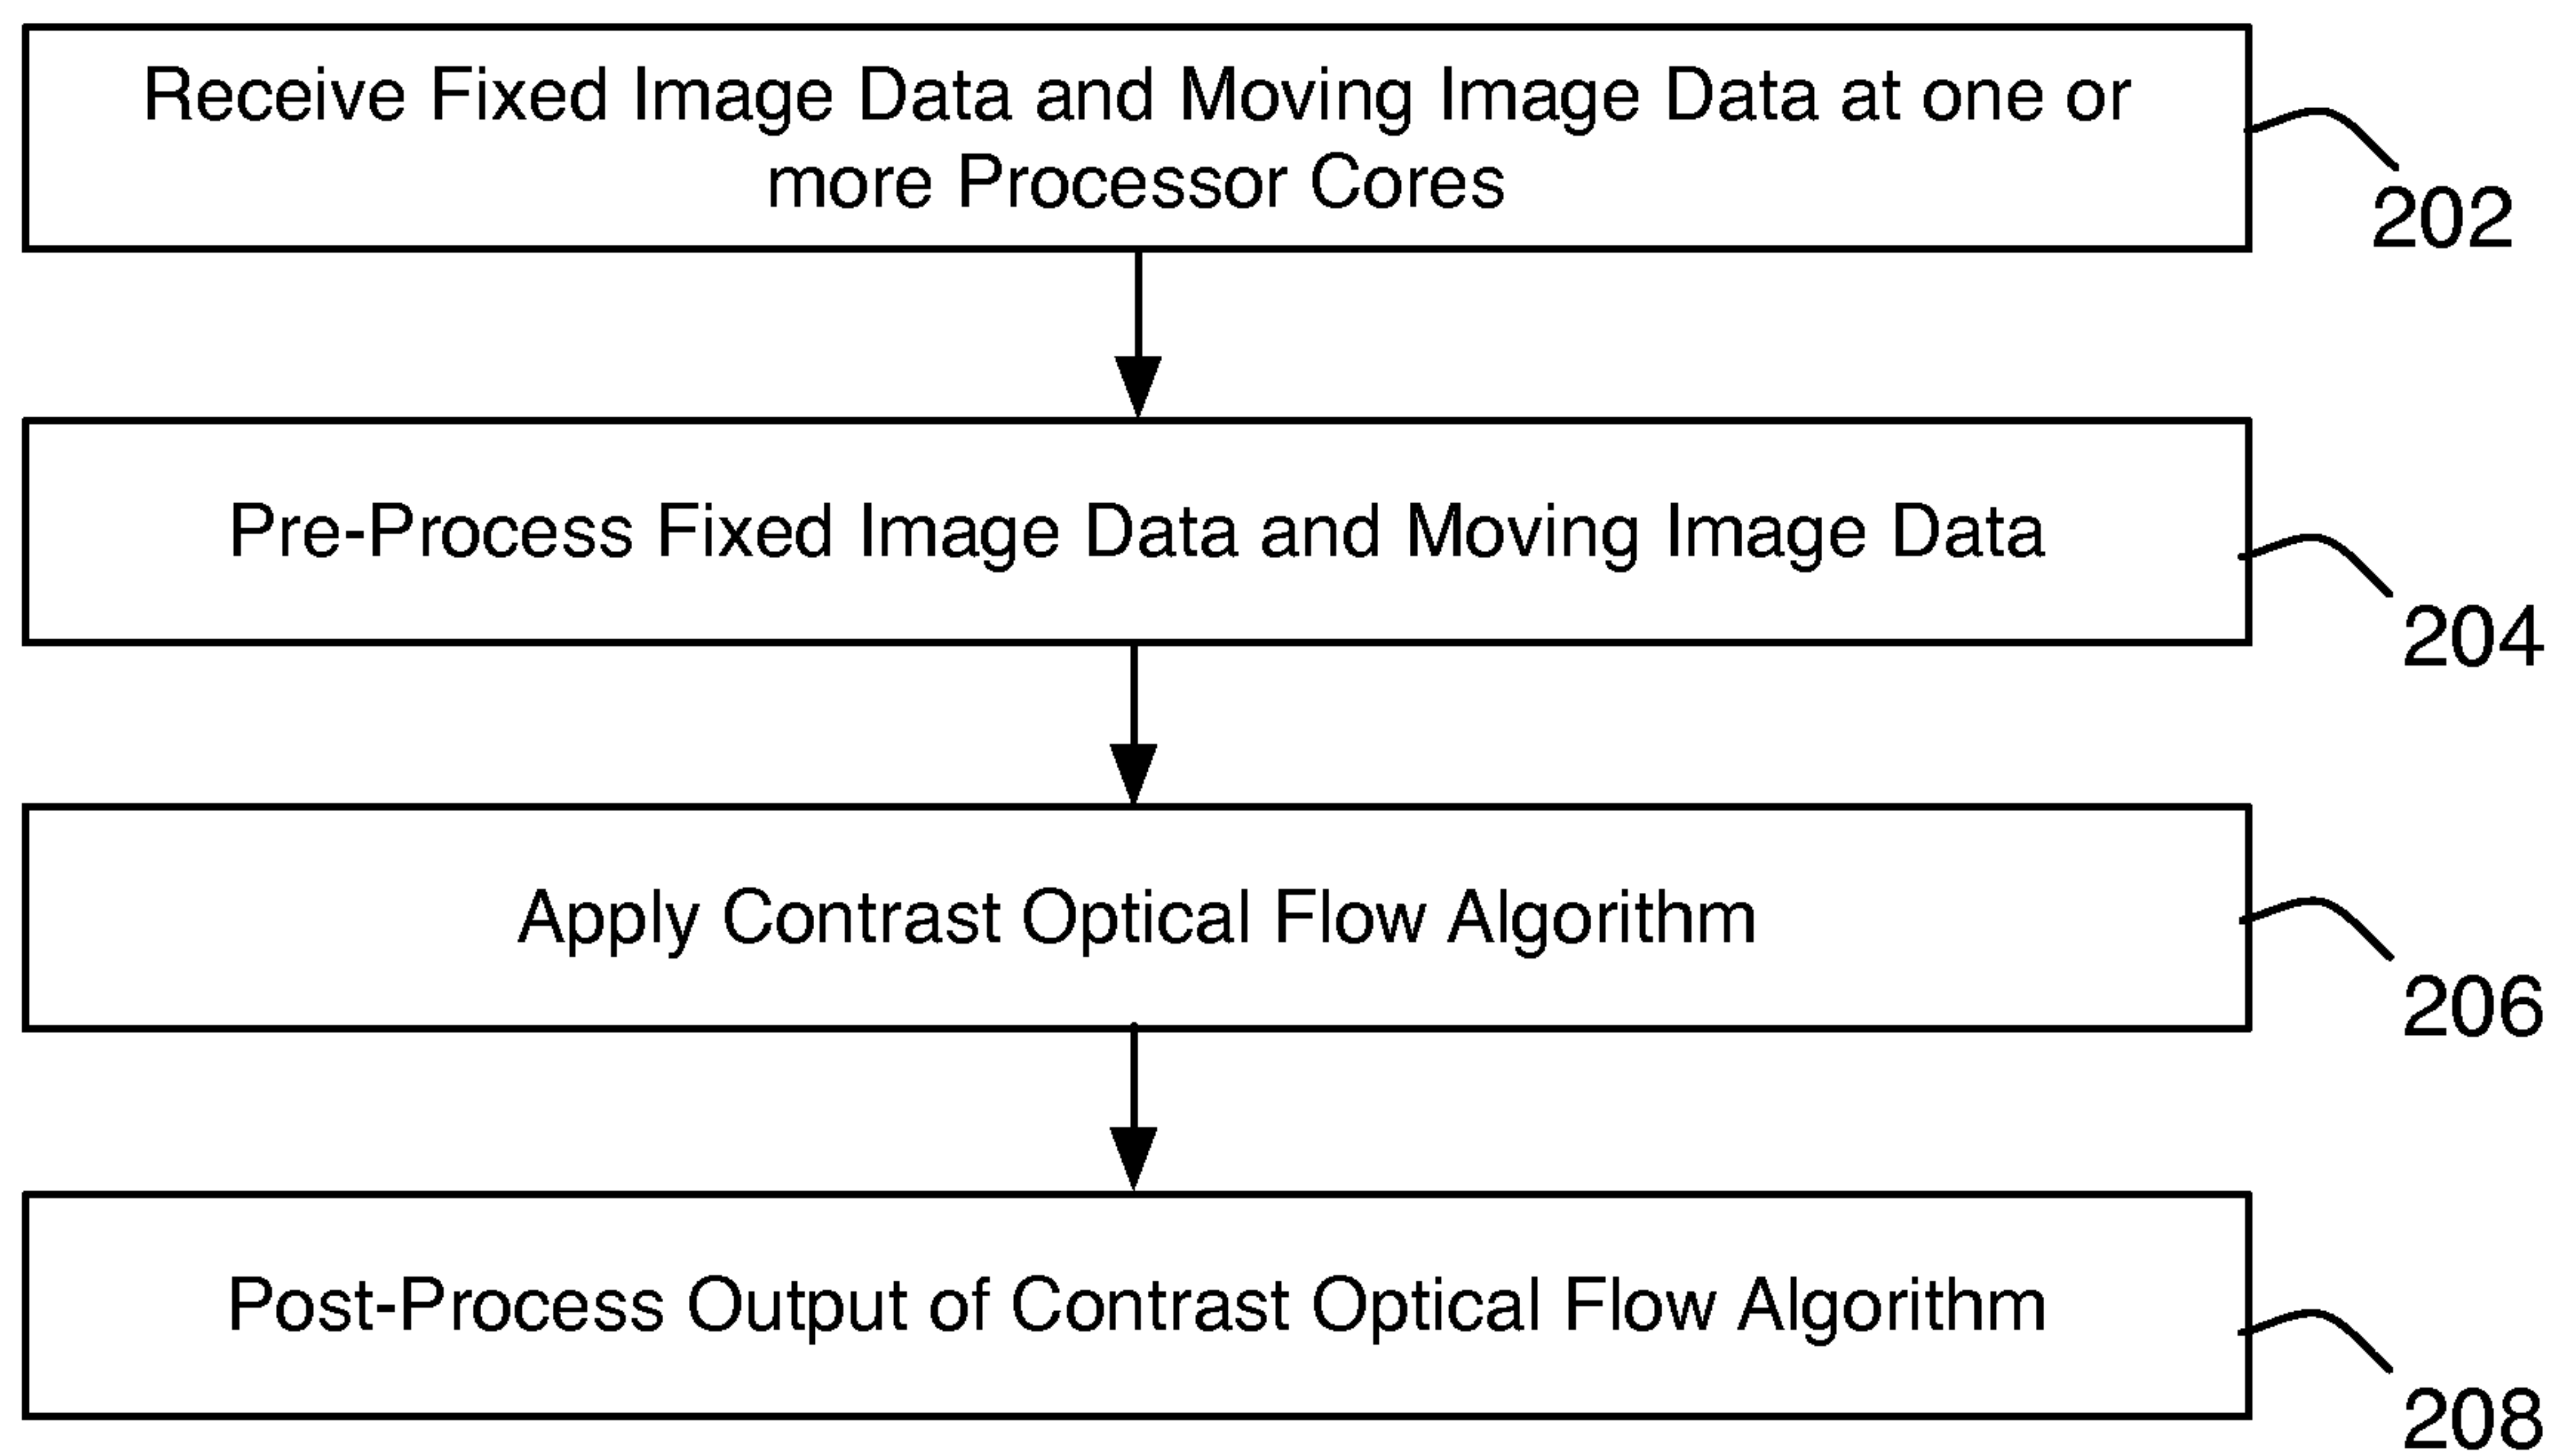 Receive Fixed Image Data and Moving Image Data at one or
more Processor Cores
202
Pre-Process Fixed Image Data and Moving Image Data
204
Apply Contrast Optical Flow Algorithm
206
Post-Process Output of Contrast Optical Flow Algorithm
208